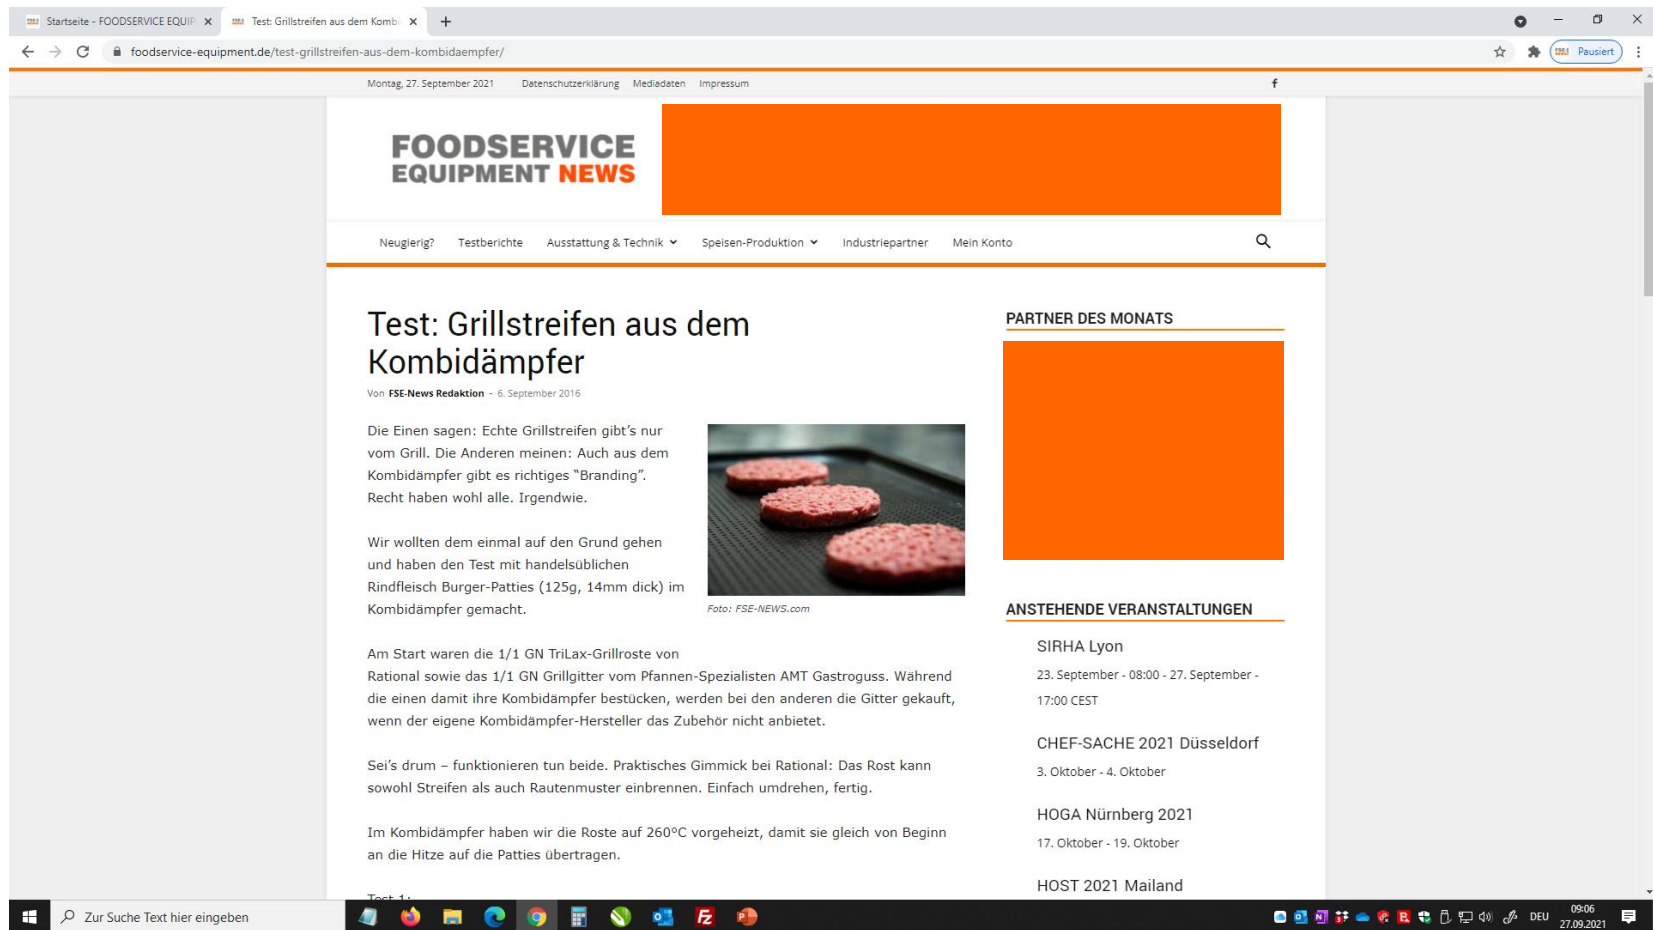 Startseite - FOODSERVICE EQUIP
Test: Grillstreifen aus dem Komb
foodservice-equipment.de/test-grillstreifen-aus-dem-kombidaempfer/
Pausiert
Montag, 27. September 2021 Datenschutzerklärung Mediadaten Impressum
FOODSERVICE
EQUIPMENT NEWS
Neugierig? Testberichte Ausstattung & Technik Speisen-Produktion Industriepartner Mein Konto
Test: Grillstreifen aus dem
Kombidämpfer
Von FSE-News Redaktion - 6. September 2016
Die Einen sagen: Echte Grillstreifen gibt’s nur
vom Grill. Die Anderen meinen: Auch aus dem
Kombidämpfer gibt es richtiges “Branding”.
Recht haben wohl alle. Irgendwie.
Wir wollten dem einmal auf den Grund gehen
und haben den Test mit handelsüblichen
Rindfleisch Burger-Patties (125g, 14mm dick) im
Kombidämpfer gemacht.
Foto: FSE-NEWS.com
Am Start waren die 1/1 GN TriLax-Grillroste von
Rational sowie das 1/1 GN Grillgitter vom Pfannen-Spezialisten AMT Gastroguss. Während
die einen damit ihre Kombidämpfer bestücken, werden bei den anderen die Gitter gekauft,
wenn der eigene Kombidämpfer-Hersteller das Zubehör nicht anbietet.
Sei’s drum – funktionieren tun beide. Praktisches Gimmick bei Rational: Das Rost kann
sowohl Streifen als auch Rautenmuster einbrennen. Einfach umdrehen, fertig.
Im Kombidämpfer haben wir die Roste auf 260°C vorgeheizt, damit sie gleich von Beginn
an die Hitze auf die Patties übertragen.
Test 1:
PARTNER DES MONATS
ANSTEHENDE VERANSTALTUNGEN
SIRHA Lyon
23. September - 08:00 - 27. September -
17:00 CEST
CHEF-SACHE 2021 Düsseldorf
3. Oktober - 4. Oktober
HOGA Nürnberg 2021
17. Oktober - 19. Oktober
HOST 2021 Mailand
Zur Suche Text hier eingeben
DEU
09:06
27.09.2021